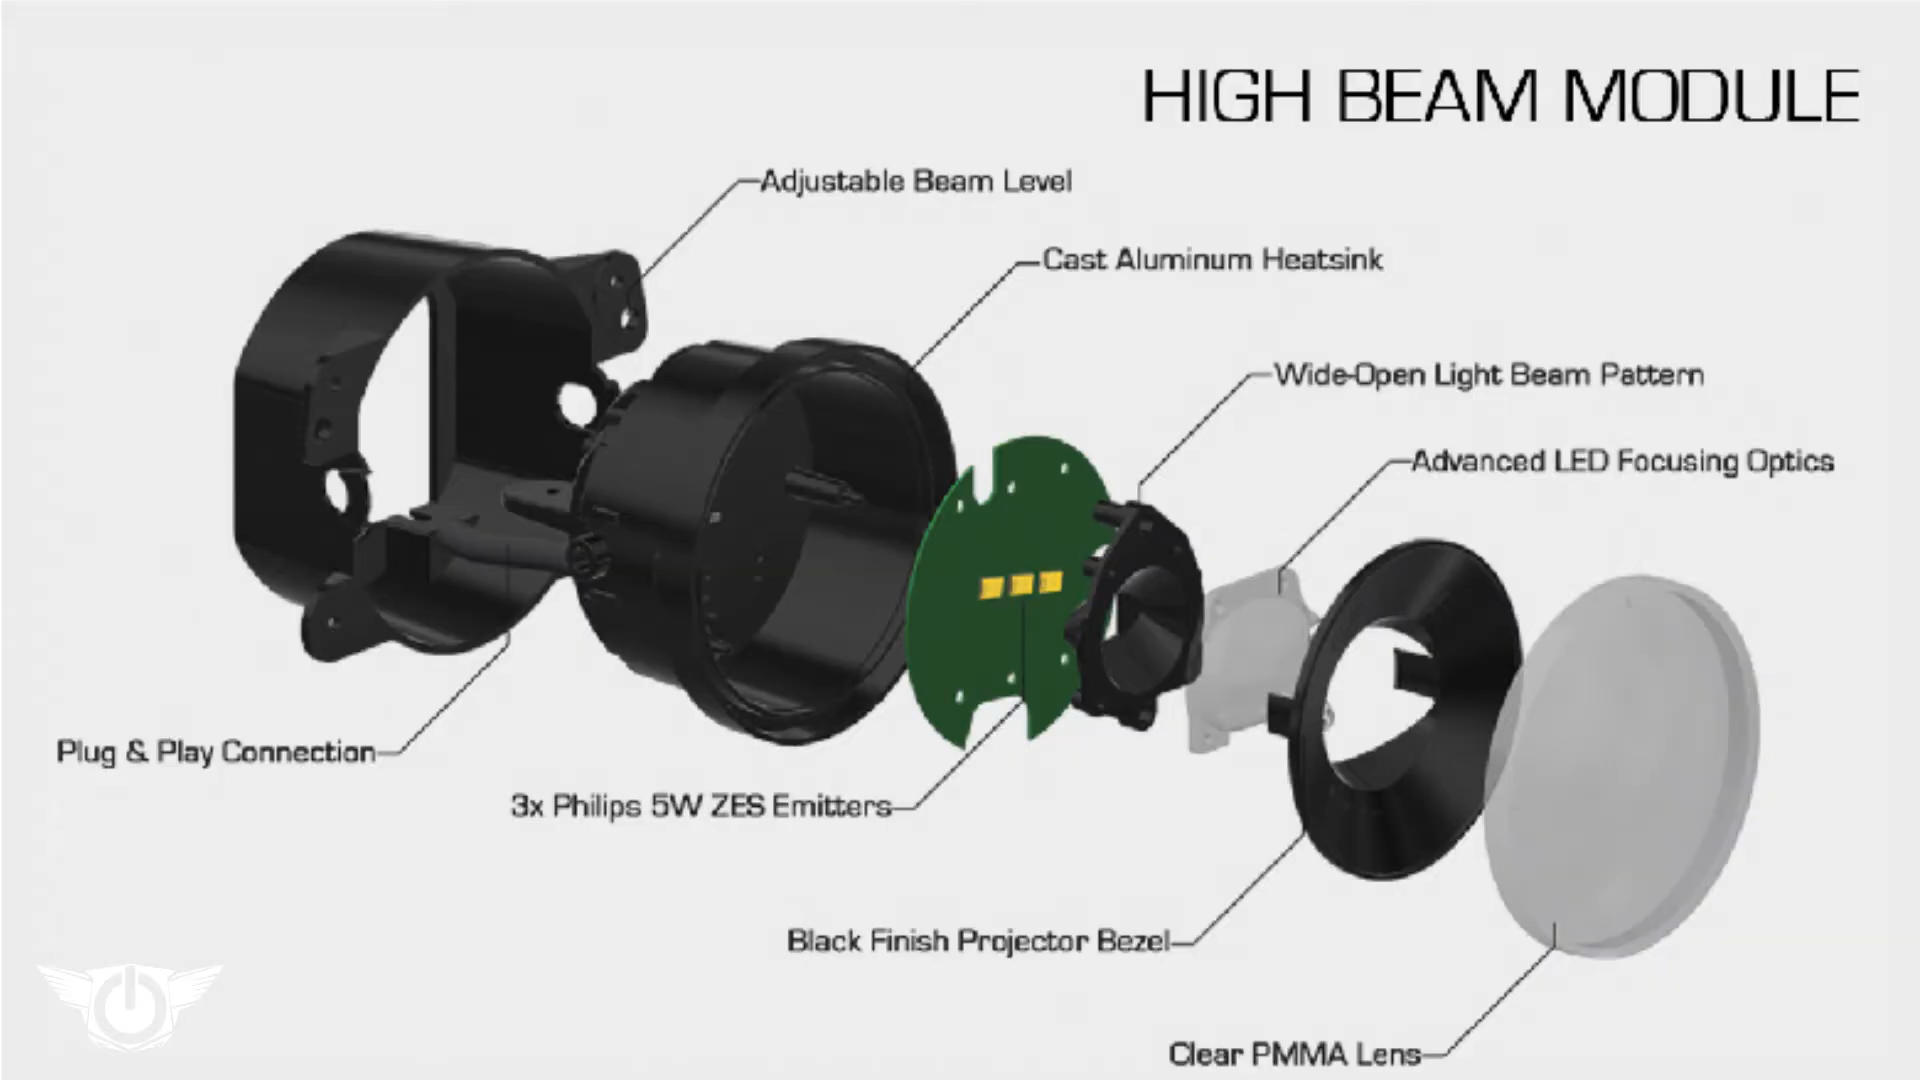 HIGH BEAM MODULE
Adjustable Beam Level
Cast Aluminum Heatsink
Wide-Open Light Beam Pattern
Advanced LED Focusing Optics
Plug & Play Connection
3x Philips 5W ZES Emitters
Black Finish Projector Bezel
Clear PMMA Lens